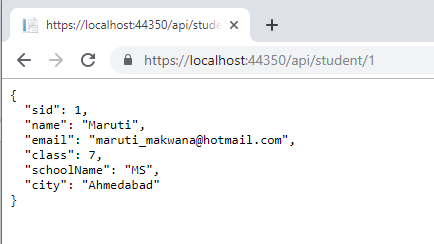 https://localhost:44350/api/stude
https://localhost:44350/api/student/1
{
  "sid": 1,
  "name": "Maruti",
  "email": "maruti_makwana@hotmail.com",
  "class": 7,
  "schoolName": "MS",
  "city": "Ahmedabad"
}